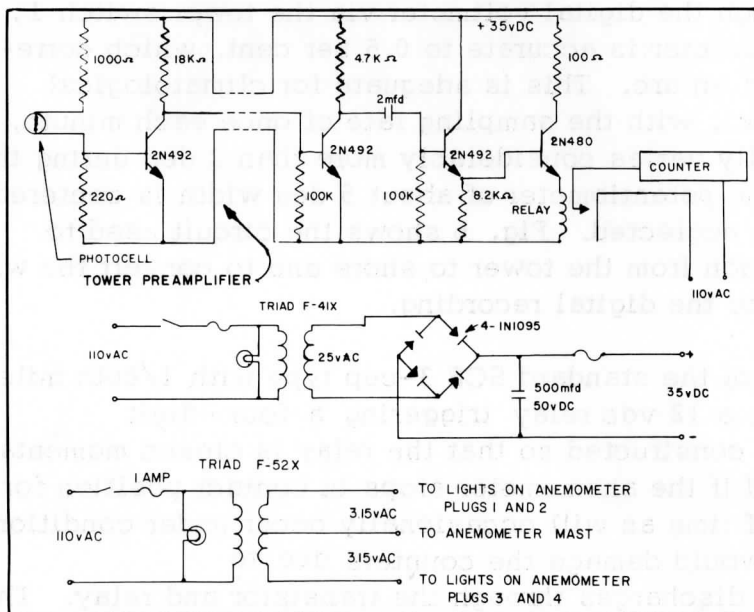 +35vDC
1000Ω
18KΩ
4.7KΩ
100Ω
2mfd
2N492
2N492
2N492
2N480
COUNTER
220Ω
100K
100K
8.2KΩ
RELAY
PHOTOCELL
TOWER PREAMPLIFIER
110vAC
TRIAD F-41X
4-1N1095
110vAC
25vAC
500mfd
50vDC
+
35vDC
-
TRIAD F-52X
1 AMP
110vAC
3.15vAC
3.15vAC
TO LIGHTS ON ANEMOMETER
PLUGS 1 AND 2
TO ANEMOMETER MAST
TO LIGHTS ON ANEMOMETER
PLUGS 3 AND 4